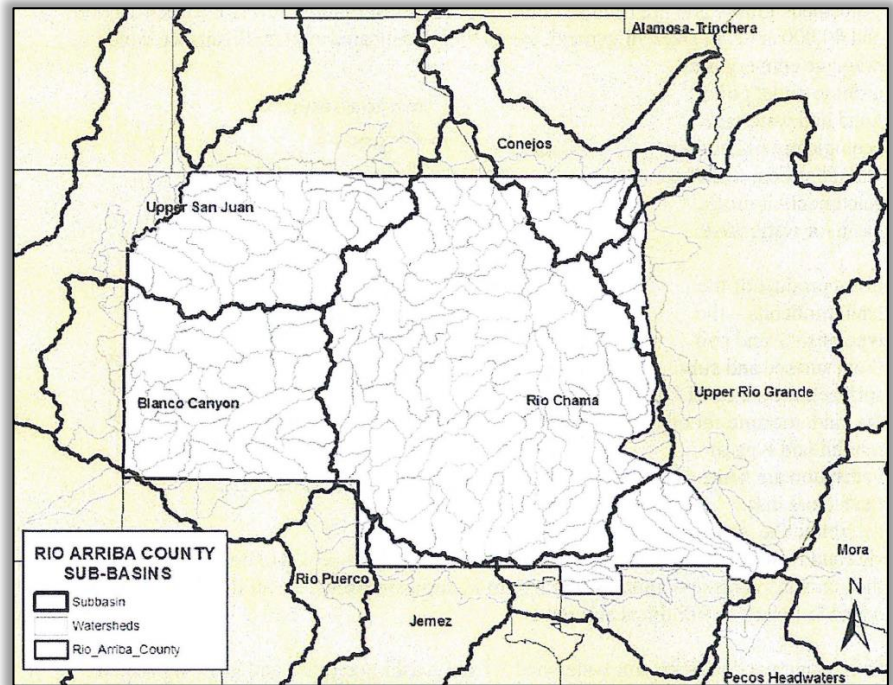 Alamosa-Trinchera
Conejos
Upper San Juan
Blanco Canyon
Rio Chama
Upper Rio Grande
Mora
Rio Puerco
Jemez
Pecos Headwaters
N
RIO ARRIBA COUNTY
SUB-BASINS
Subbasin
Watersheds
Rio_Arriba_County